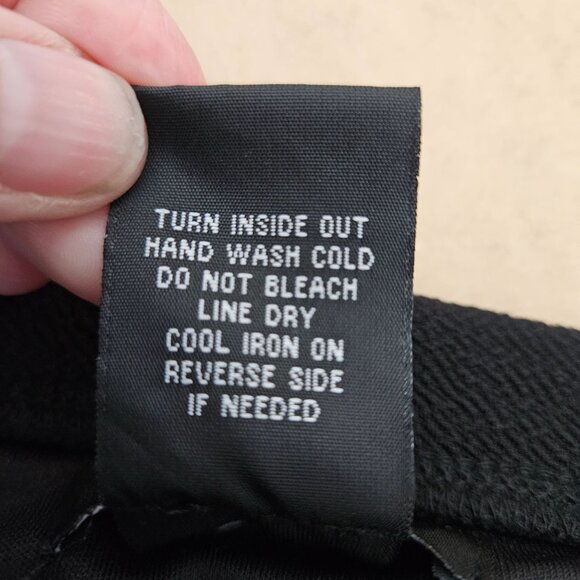 TURN INSIDE OUT
HAND WASH COLD
DO NOT BLEACH
LINE DRY
COOL IRON ON
REVERSE SIDE
IF NEEDED